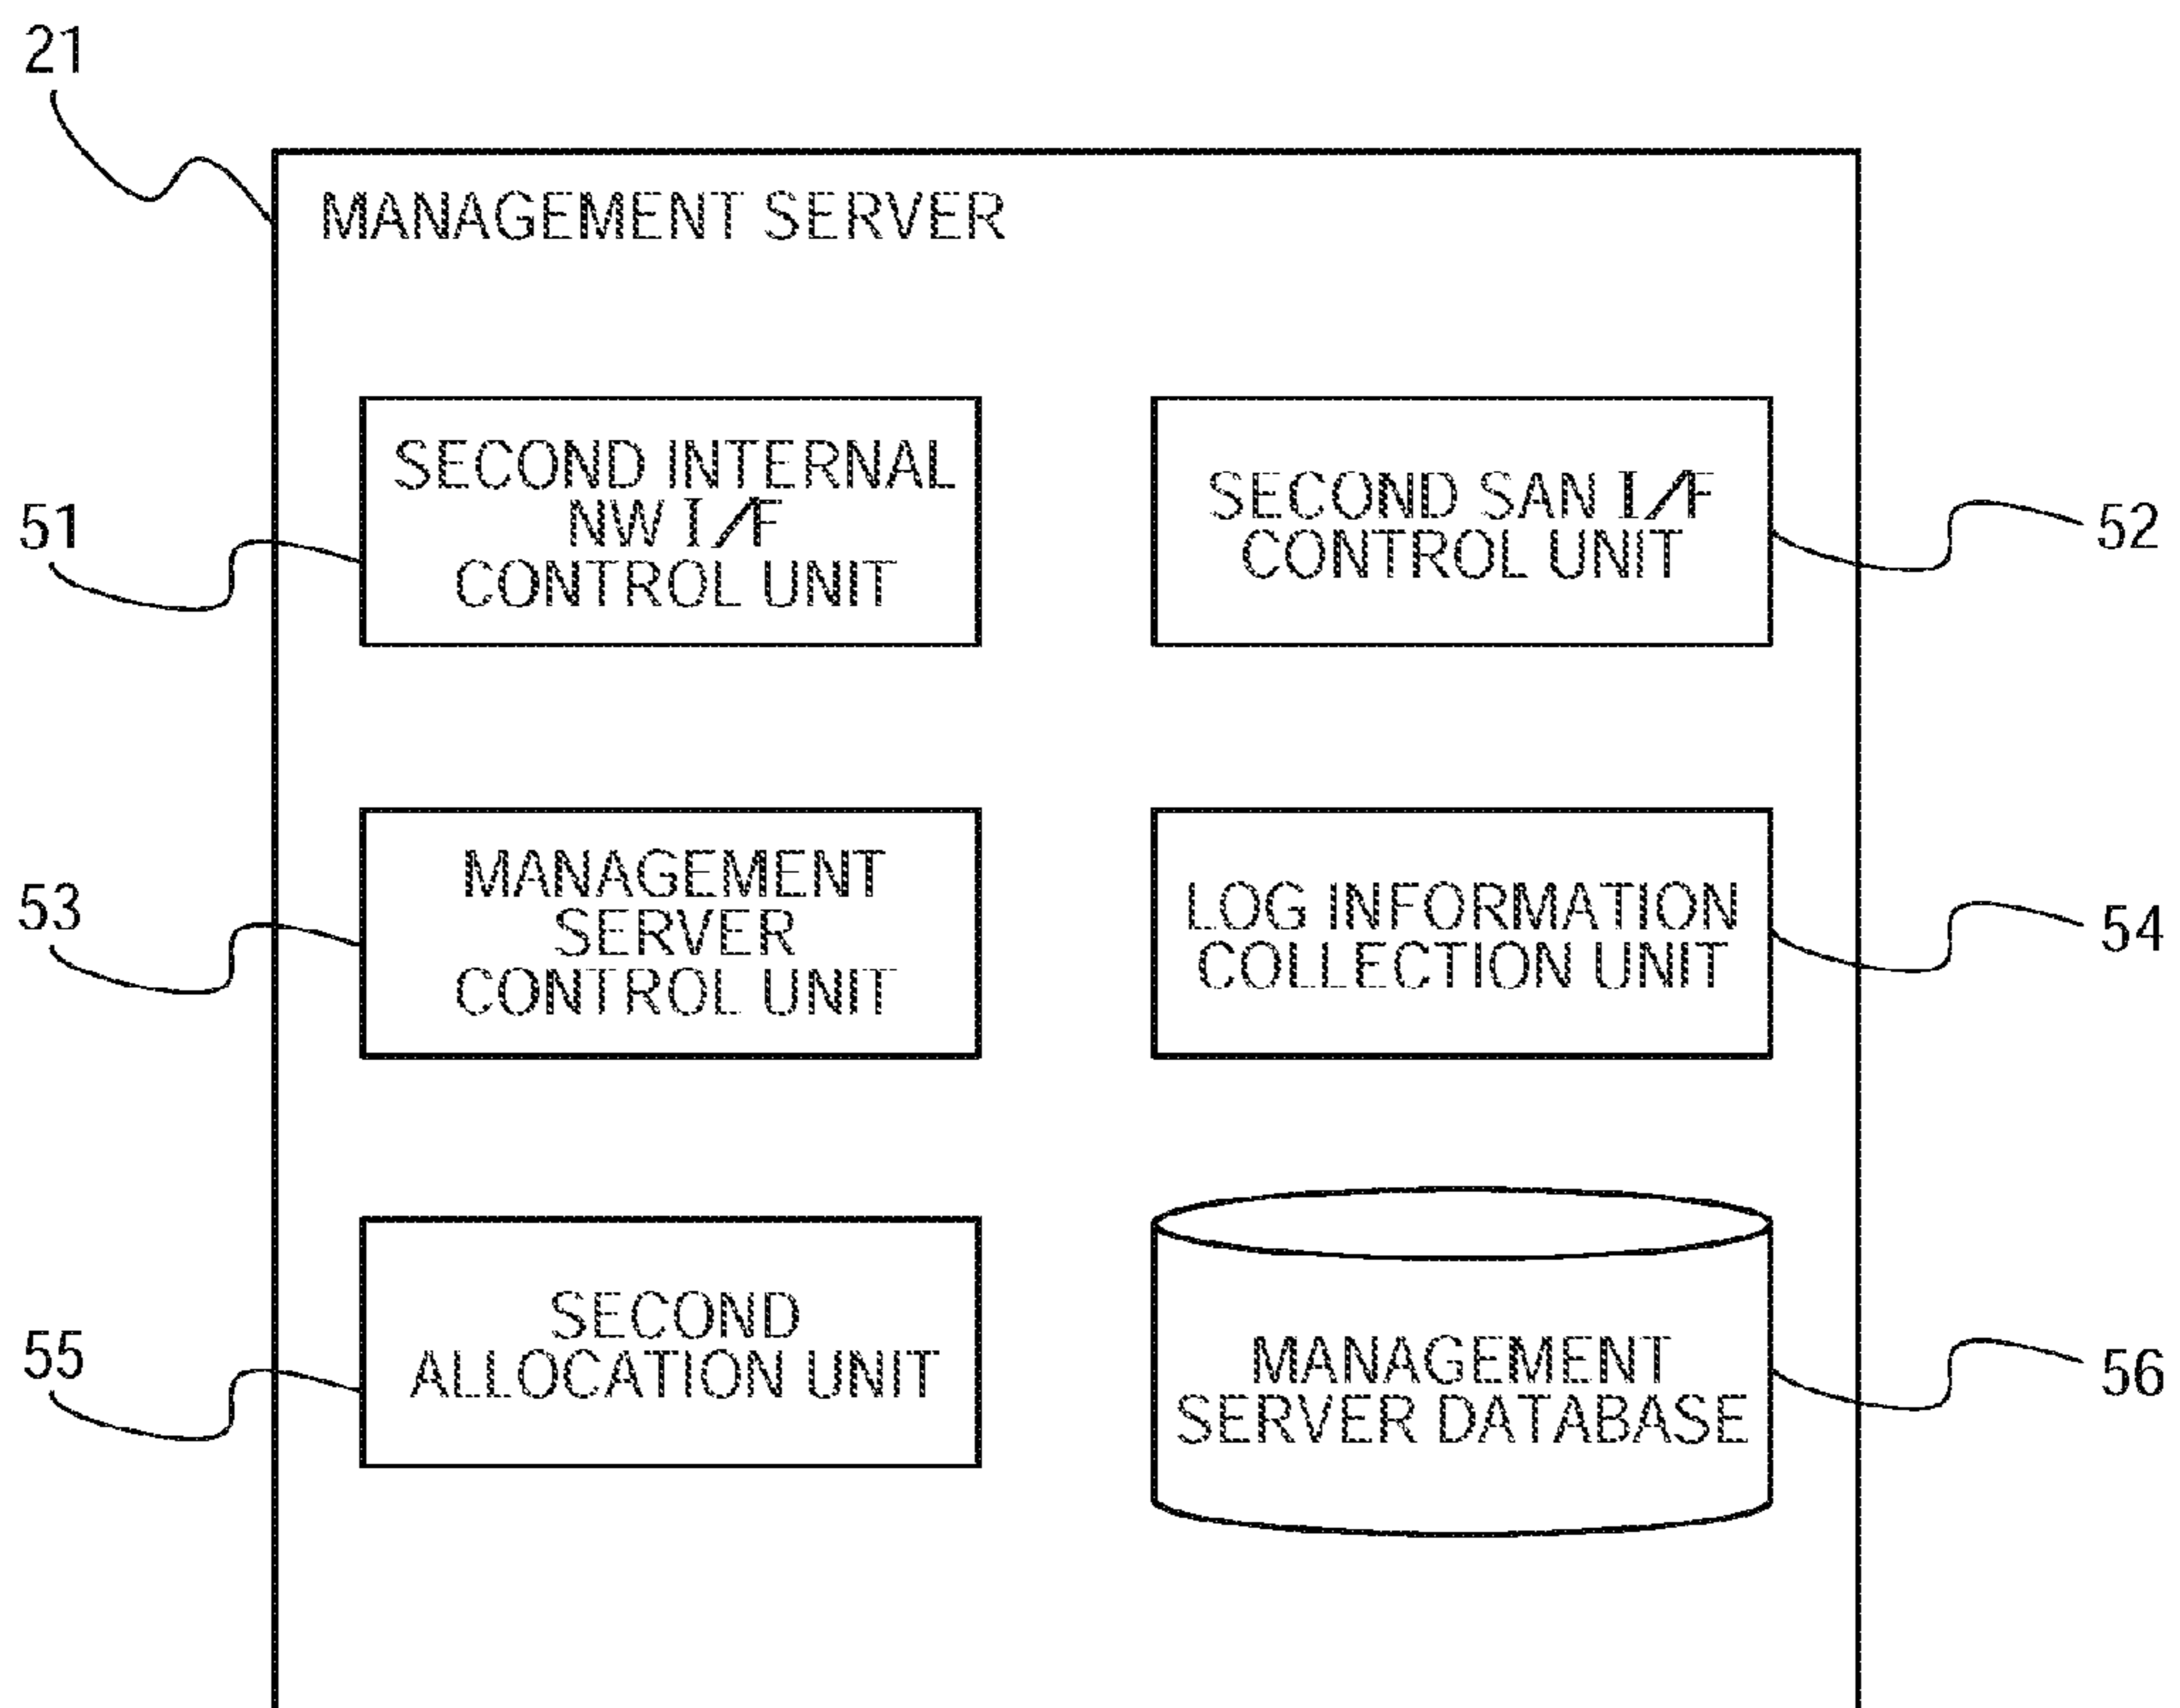 21
MANAGEMENT SERVER
51
SECOND INTERNAL
NW I/F
CONTROL UNIT
SECOND SAN I/F
CONTROL UNIT
52
53
MANAGEMENT
SERVER
CONTROL UNIT
LOG INFORMATION
COLLECTION UNIT
54
55
SECOND
ALLOCATION UNIT
MANAGEMENT
SERVER DATABASE
56